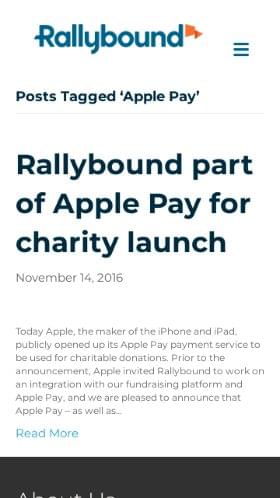 Rallybound
Posts Tagged ‘Apple Pay’
Rallybound part
of Apple Pay for
charity launch
November 14, 2016
Today Apple, the maker of the iPhone and iPad,
publicly opened up its Apple Pay payment service to
be used for charitable donations. Prior to the
announcement, Apple invited Rallybound to work on
an integration with our fundraising platform and
Apple Pay, and we are pleased to announce that
Apple Pay – as well as...
Read More
About Us